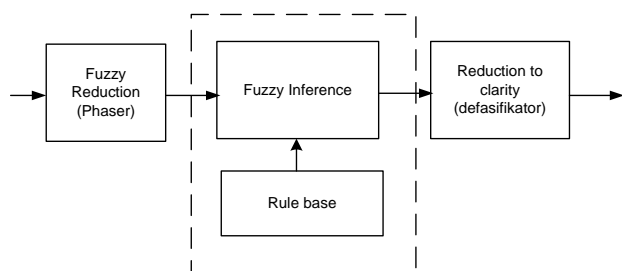 Fuzzy
Reduction
(Phaser)
Fuzzy Inference
Rule base
Reduction to
clarity
(defasifikator)